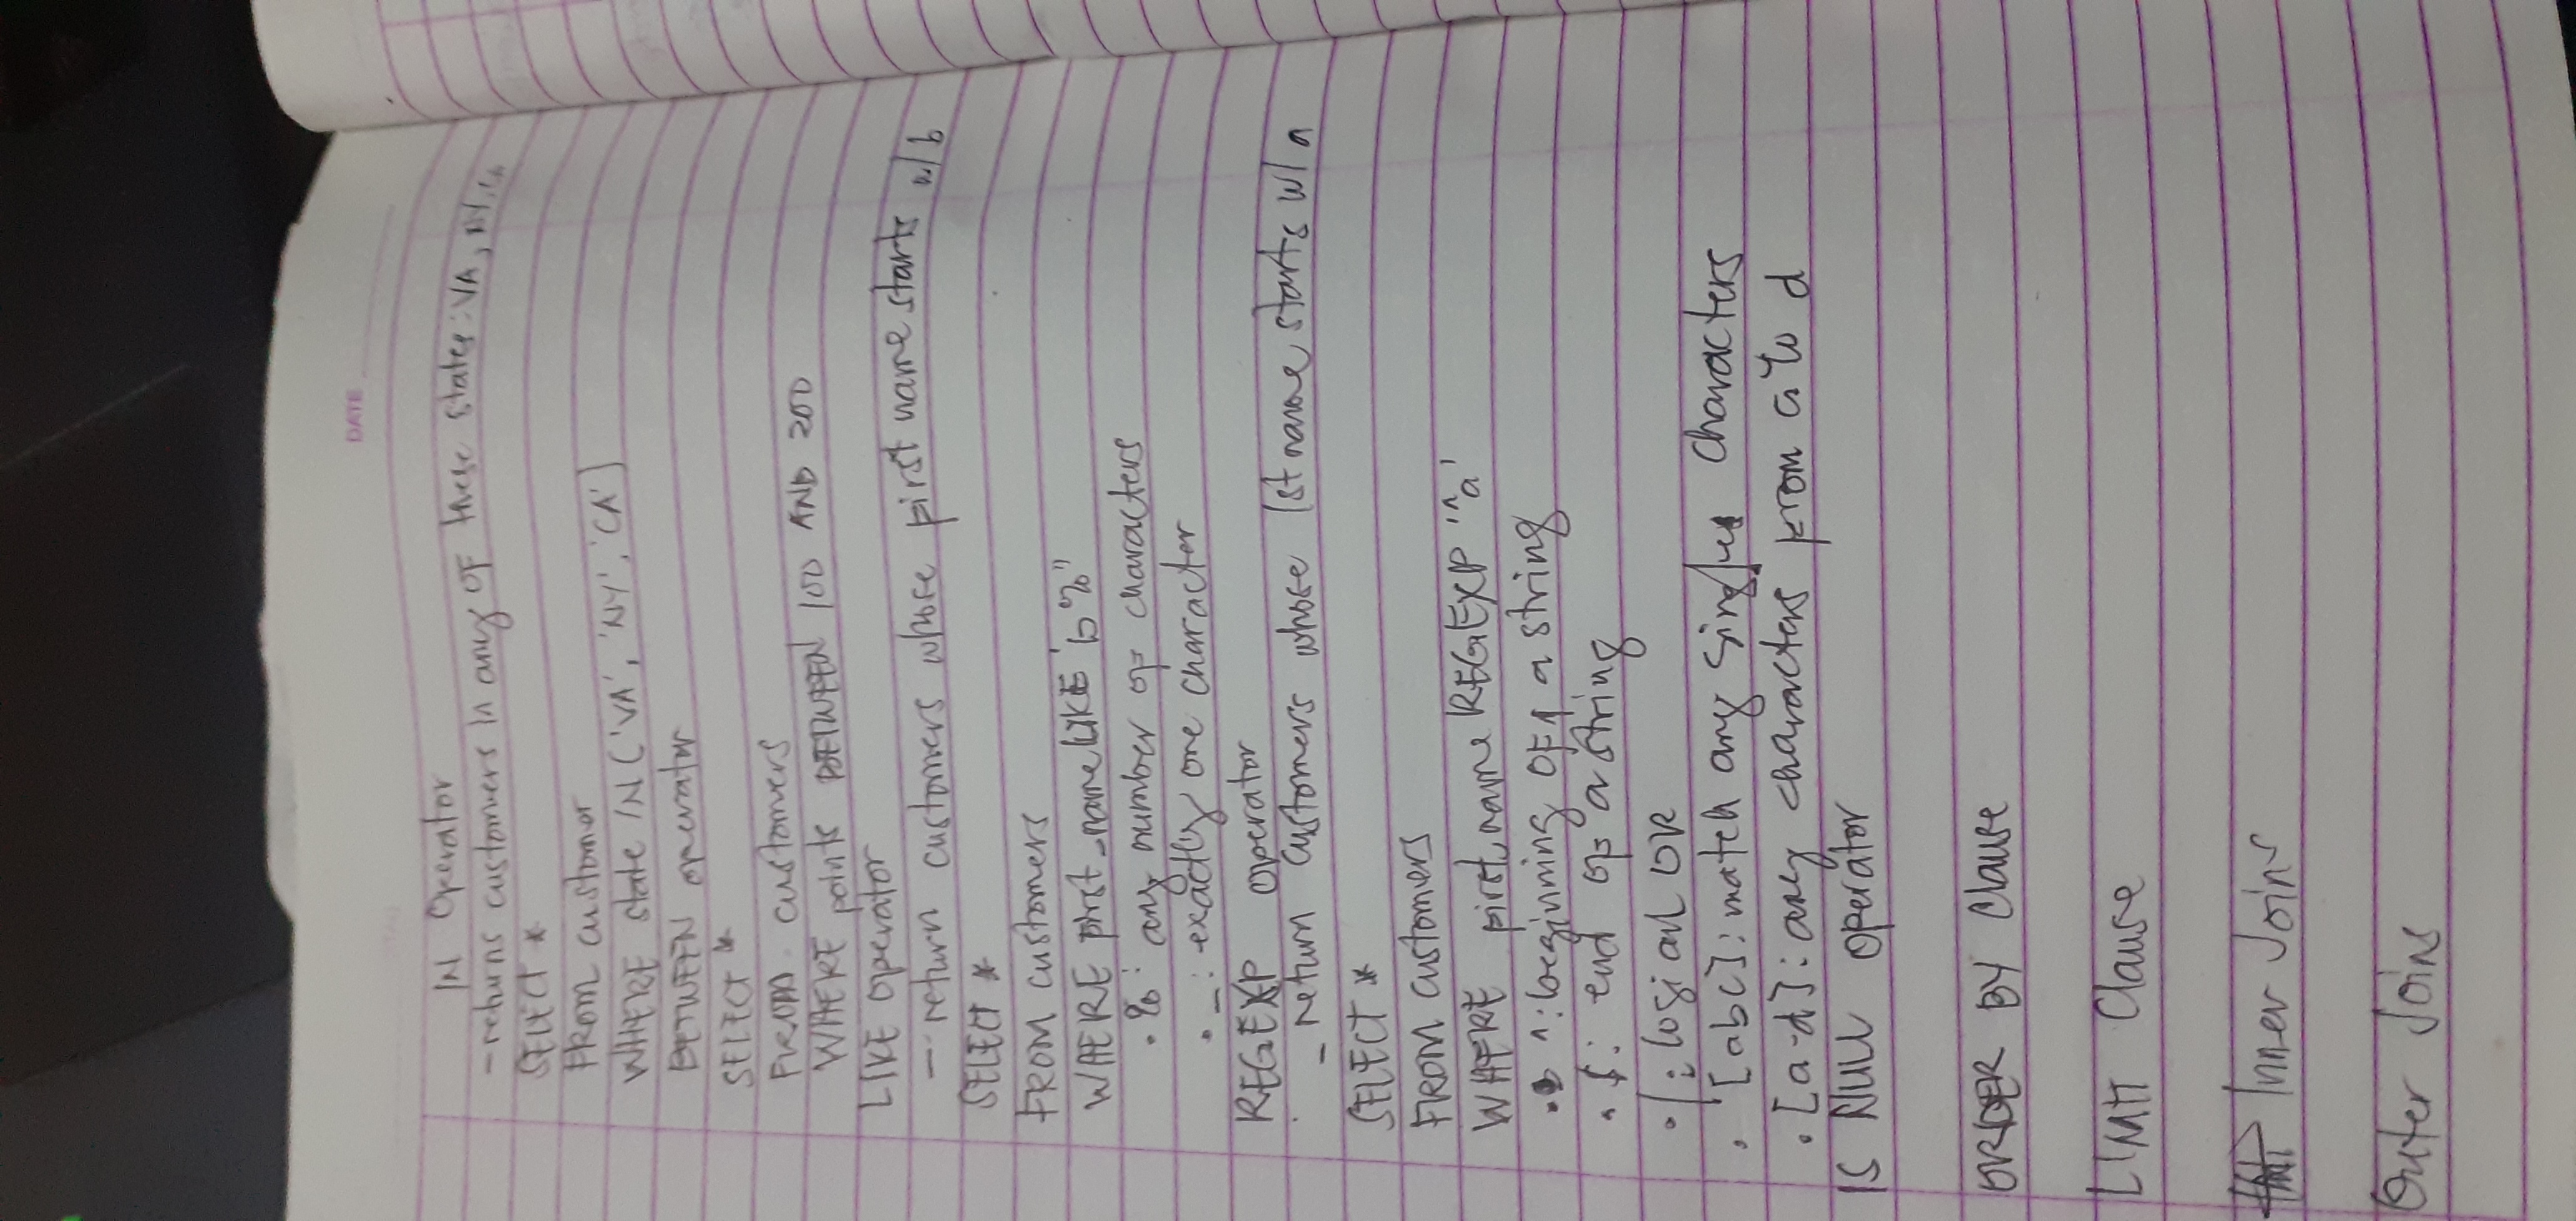 DATE
IN Operator
- returns customers in any of these states: VA, NY, CA
SELECT *
FROM customer
WHERE state IN ('VA', 'NY', 'CA')
BETWEEN operator
SELECT *
FROM customers
WHERE points BETWEEN 100 AND 200
LIKE operator
- return customers whose first name starts w/ b
SELECT *
FROM customers
WHERE first_name LIKE 'b%'
• %: any number of characters
• _: exactly one character
REGEXP operator
- return customers whose 1st name starts w/ a
SELECT *
FROM customers
WHERE first_name REGEXP '^a'
• ^: beginning of a string
• $: end of a string
• |: logial OR
• [abc]: match any single characters
• [a-d]: any characters from a to d
IS NULL operator
ORDER BY Clause
LIMIT Clause
Inner Joins
Outer Joins